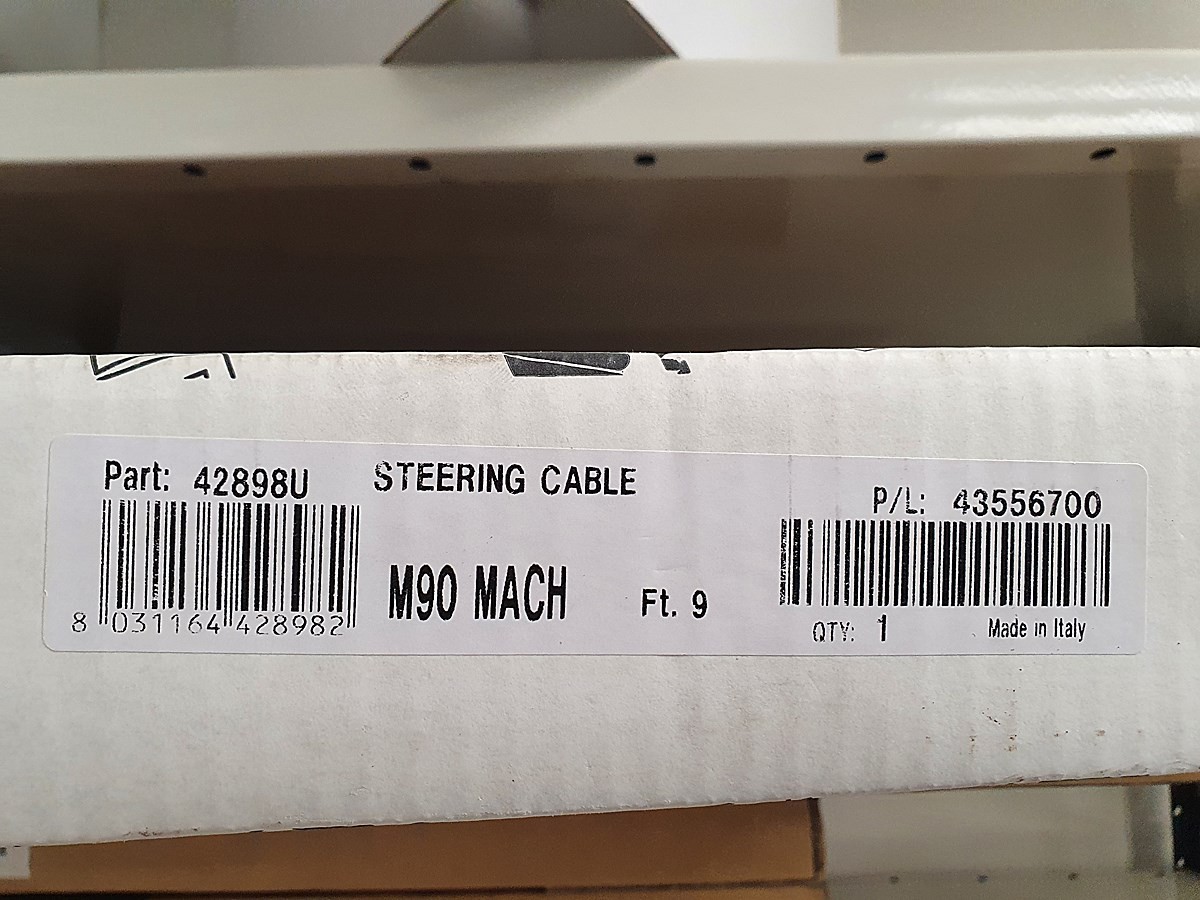 Part: 42898U
STEERING CABLE
P/L: 43556700
8 031164 428982
M90 MACH
Ft. 9
QTY: 1
Made in Italy